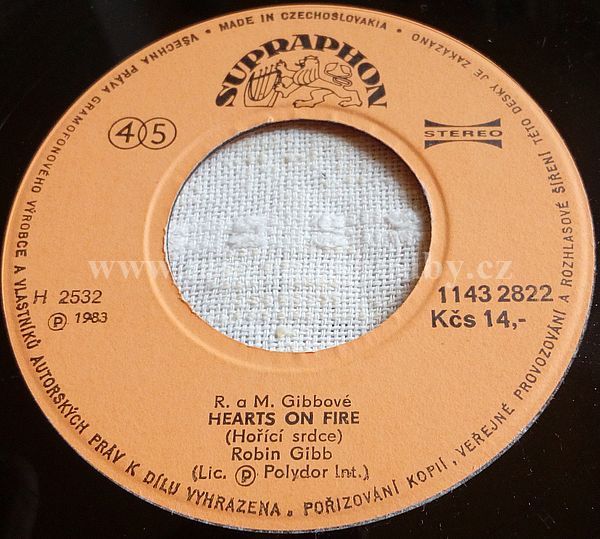 VŠECHNA PRÁVA GRAMOFONOVÉHO VÝROBCE A VLASTNÍKŮ AUTORSKÝCH PRÁV K DÍLU VYHRAZENA. POŘIZOVÁNÍ KOPIÍ, VEŘEJNÉ PROVOZOVÁNÍ A ROZHLASOVÉ ŠÍŘENÍ TÉTO DESKY JE ZAKÁZÁNO • MADE IN CZECHOSLOVAKIA •
SUPRAPHON
45
STEREO
H 2532
Ⓟ 1983
1143 2822
Kčs 14,-
R. a M. Gibbové
HEARTS ON FIRE
(Hořící srdce)
Robin Gibb
(Lic. Ⓟ Polydor Int.)